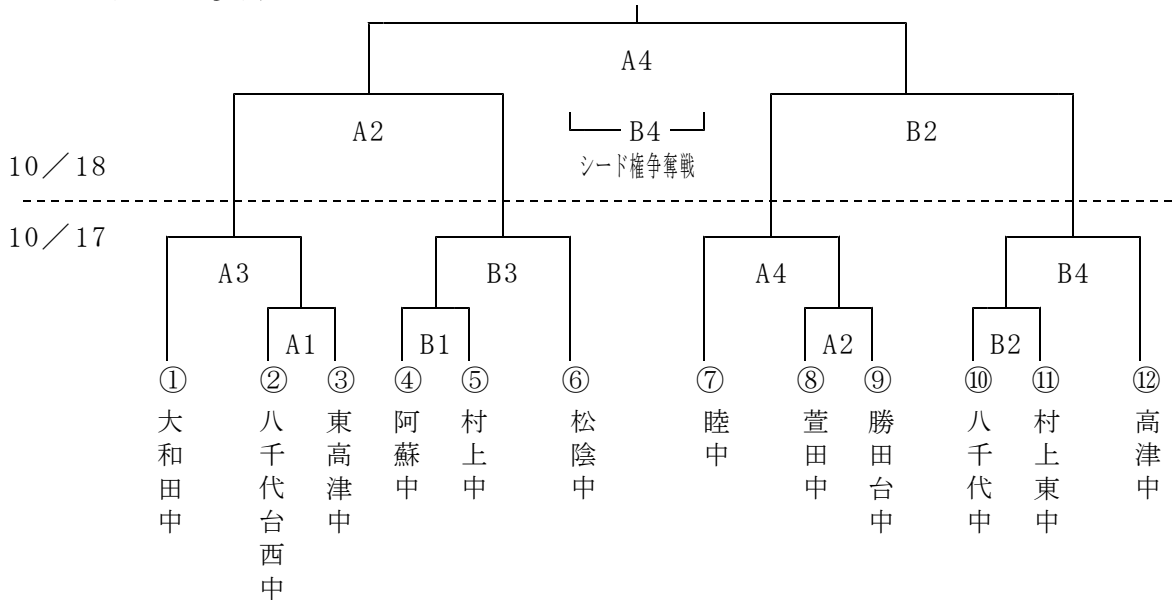 A4
A2
B4
B2
シード権争奪戦
10／18
10／17
A3
B3
A4
B4
A1
B1
A2
B2
①
②
③
④
⑤
⑥
⑦
⑧
⑨
⑩
⑪
⑫
大和田中
八千代台西中
東高津中
阿蘇中
村上中
松陰中
睦中
萱田中
勝田台中
八千代中
村上東中
高津中